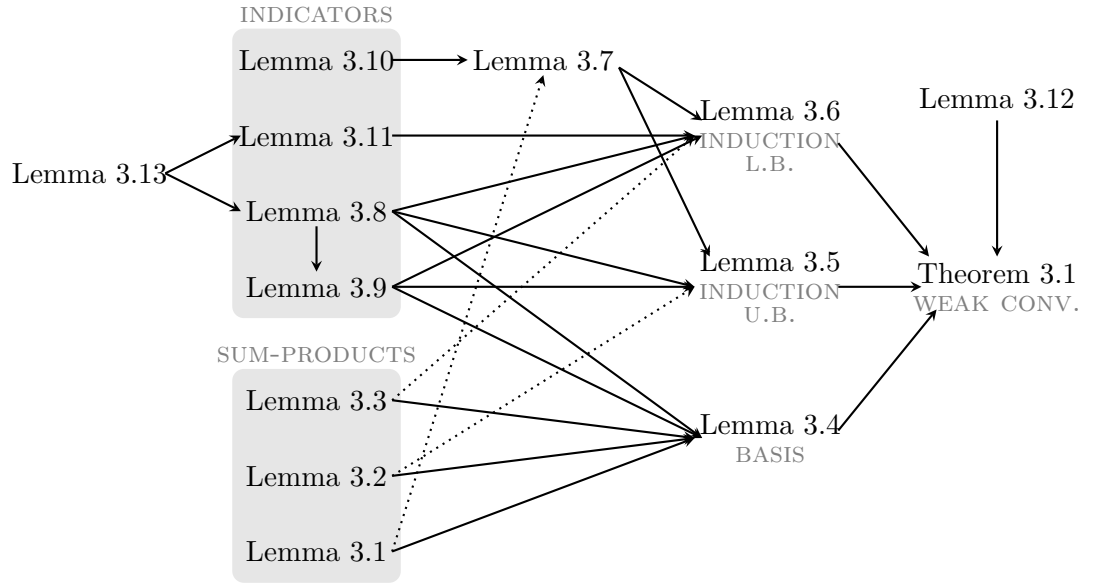 INDICATORS
Lemma 3.10
Lemma 3.7
Lemma 3.12
Lemma 3.6
INDUCTION
L.B.
Lemma 3.11
Lemma 3.13
Lemma 3.8
Lemma 3.9
Lemma 3.5
INDUCTION
U.B.
Theorem 3.1
WEAK CONV.
SUM-PRODUCTS
Lemma 3.3
Lemma 3.4
BASIS
Lemma 3.2
Lemma 3.1